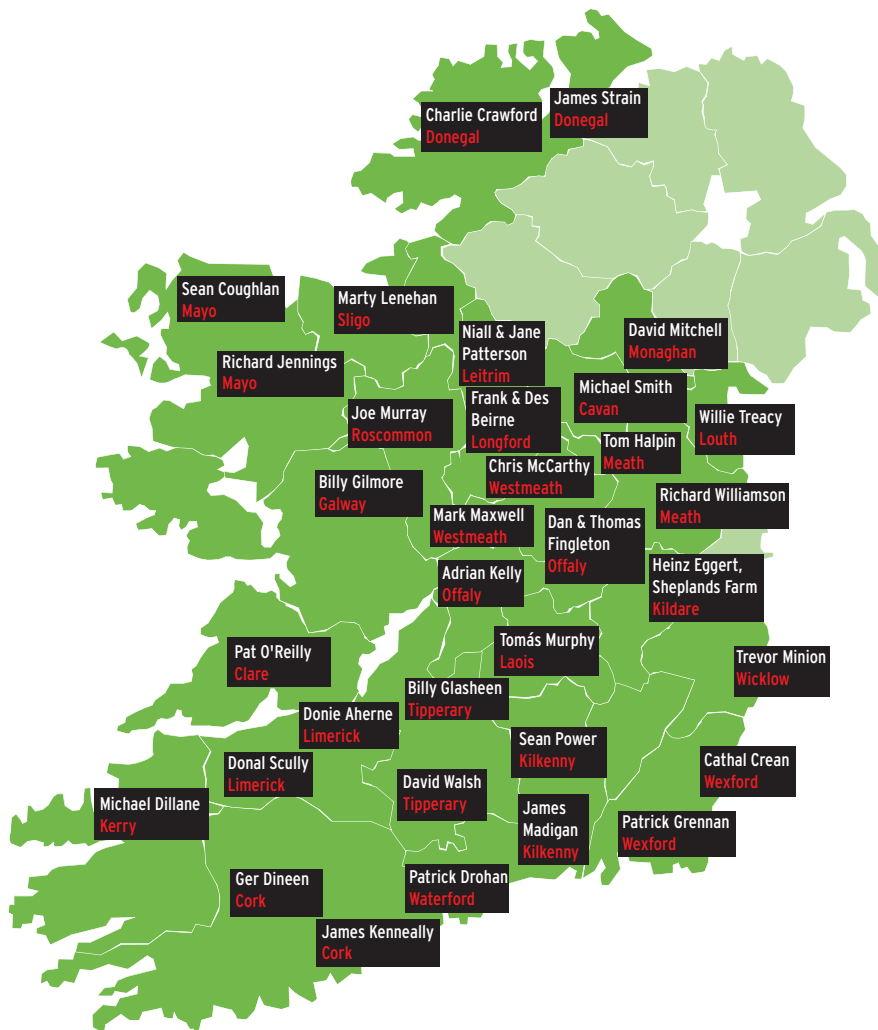 Charlie Crawford
Donegal
James Strain
Donegal
Sean Coughlan
Mayo
Marty Lenehan
Sligo
Niall & Jane
Patterson
Leitrim
David Mitchell
Monaghan
Richard Jennings
Mayo
Michael Smith
Cavan
Frank & Des
Beirne
Longford
Joe Murray
Roscommon
Willie Treacy
Louth
Tom Halpin
Meath
Chris McCarthy
Westmeath
Billy Gilmore
Galway
Richard Williamson
Meath
Mark Maxwell
Westmeath
Dan & Thomas
Fingleton
Offaly
Heinz Eggert,
Sheplands Farm
Kildare
Adrian Kelly
Offaly
Tomás Murphy
Laois
Pat O'Reilly
Clare
Trevor Minion
Wicklow
Billy Glasheen
Tipperary
Donie Aherne
Limerick
Sean Power
Kilkenny
Donal Scully
Limerick
Cathal Crean
Wexford
David Walsh
Tipperary
Michael Dillane
Kerry
James
Madigan
Kilkenny
Patrick Grennan
Wexford
Ger Dineen
Cork
Patrick Drohan
Waterford
James Kenneally
Cork